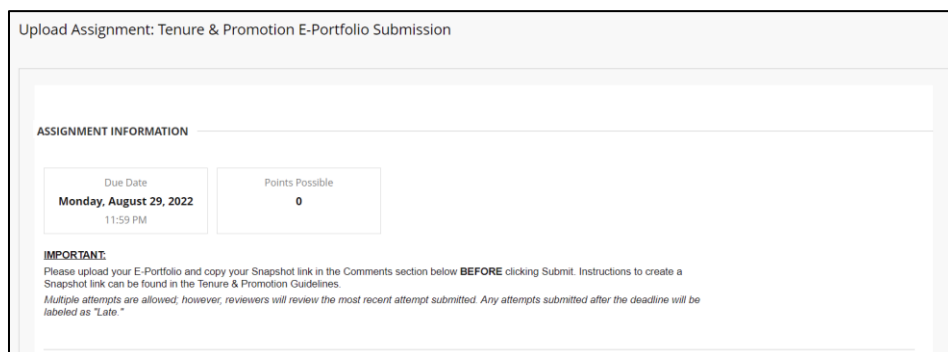 Upload Assignment: Tenure & Promotion E-Portfolio Submission
ASSIGNMENT INFORMATION
Due Date
Monday, August 29, 2022
11:59 PM
Points Possible
0
IMPORTANT:
Please upload your E-Portfolio and copy your Snapshot link in the Comments section below BEFORE clicking Submit. Instructions to create a
Snapshot link can be found in the Tenure & Promotion Guidelines.
Multiple attempts are allowed; however, reviewers will review the most recent attempt submitted. Any attempts submitted after the deadline will be
labeled as "Late."